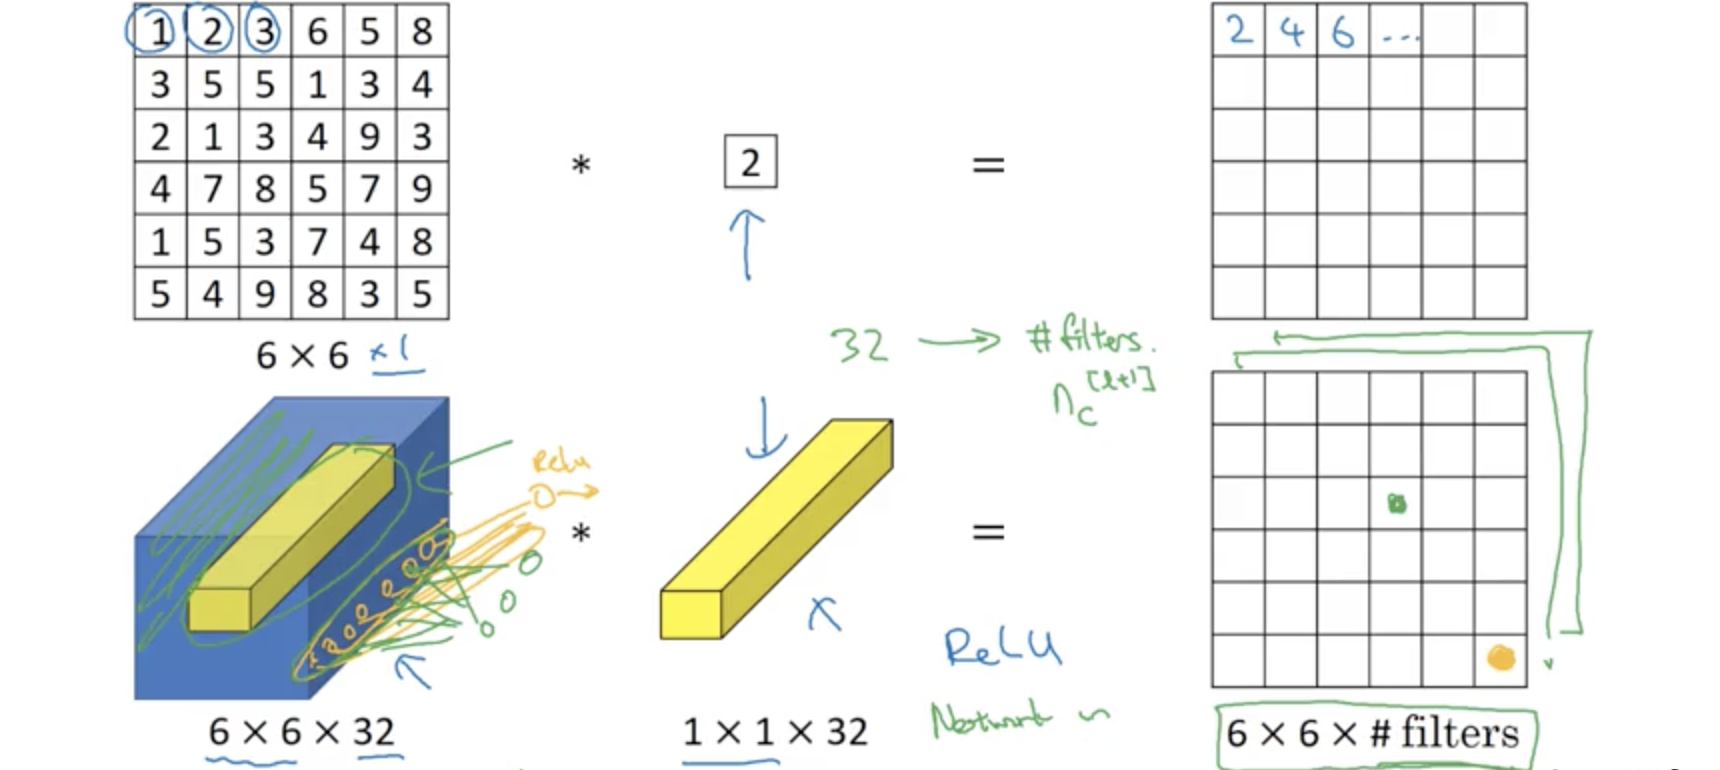 1 2 3 6 5 8
3 5 5 1 3 4
2 1 3 4 9 3
4 7 8 5 7 9
1 5 3 7 4 8
5 4 9 8 3 5
6 × 6 × 1
*
2
=
2 4 6 ...
32 → # filters.
n_c^[l+1]
Relu
*
=
ReLU
6 × 6 × 32
1 × 1 × 32
6 × 6 × # filters